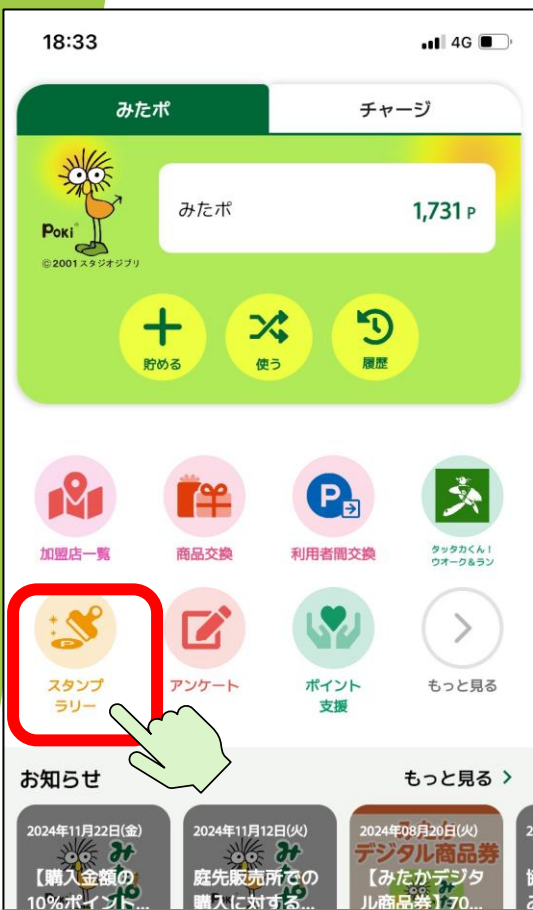 18:33
4G
みたポ
チャージ
POKI
©2001スタジオジブリ
みたポ
1,731 P
貯める
使う
履歴
加盟店一覧
商品交換
利用者間交換
タッタカくん!
ウオーク&ラン
スタンプ
ラリー
アンケート
ポイント
支援
もっと見る
お知らせ
もっと見る
2024年11月22日(金)
【購入金額の
10%ポイント...
2024年11月12日(火)
庭先販売所での
購入に対する...
2024年08月20日(火)
デジタル商品券
【みたかデジタ
ル商品券】70...